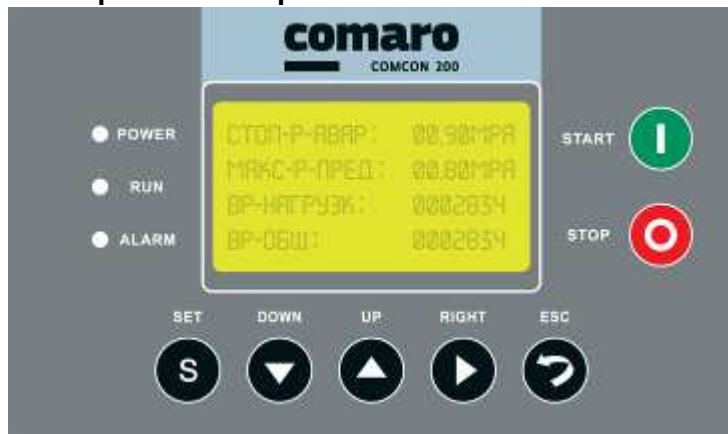 comaro
COMCON 200
POWER
RUN
ALARM
СТОП-Р-АВАР: 00.90MPA
МАКС-Р-ПРЕД: 00.80MPA
ВР-НАГРУЗК: 0002834
ВР-ОБЩ: 0002834
START
STOP
SET DOWN UP RIGHT ESC
S